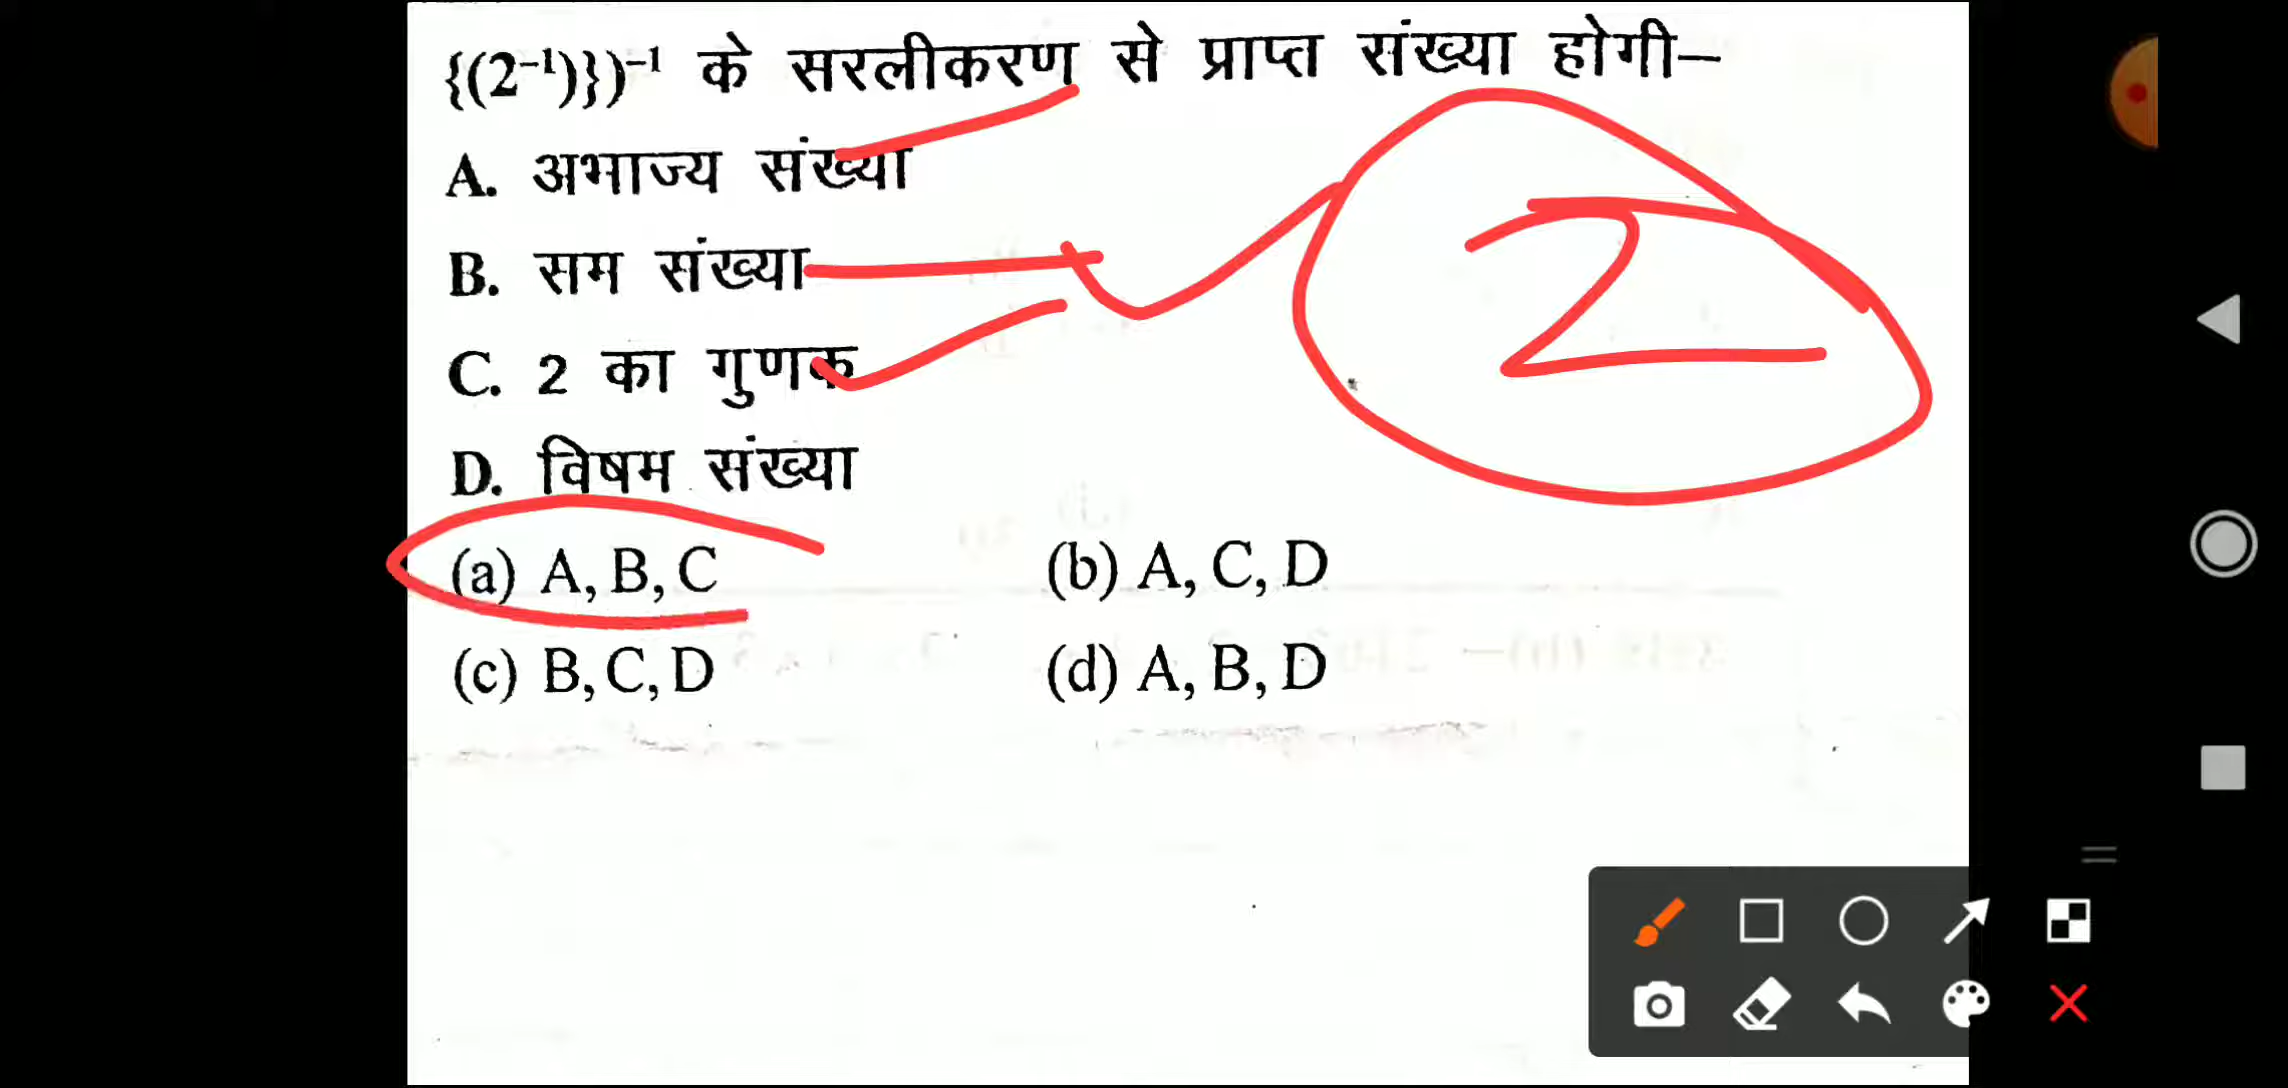 {(2⁻¹)})⁻¹ के सरलीकरण से प्राप्त संख्या होगी–
A. अभाज्य संख्या
B. सम संख्या
C. 2 का गुणक
D. विषम संख्या
2
(a) A, B, C (b) A, C, D
(c) B, C, D (d) A, B, D